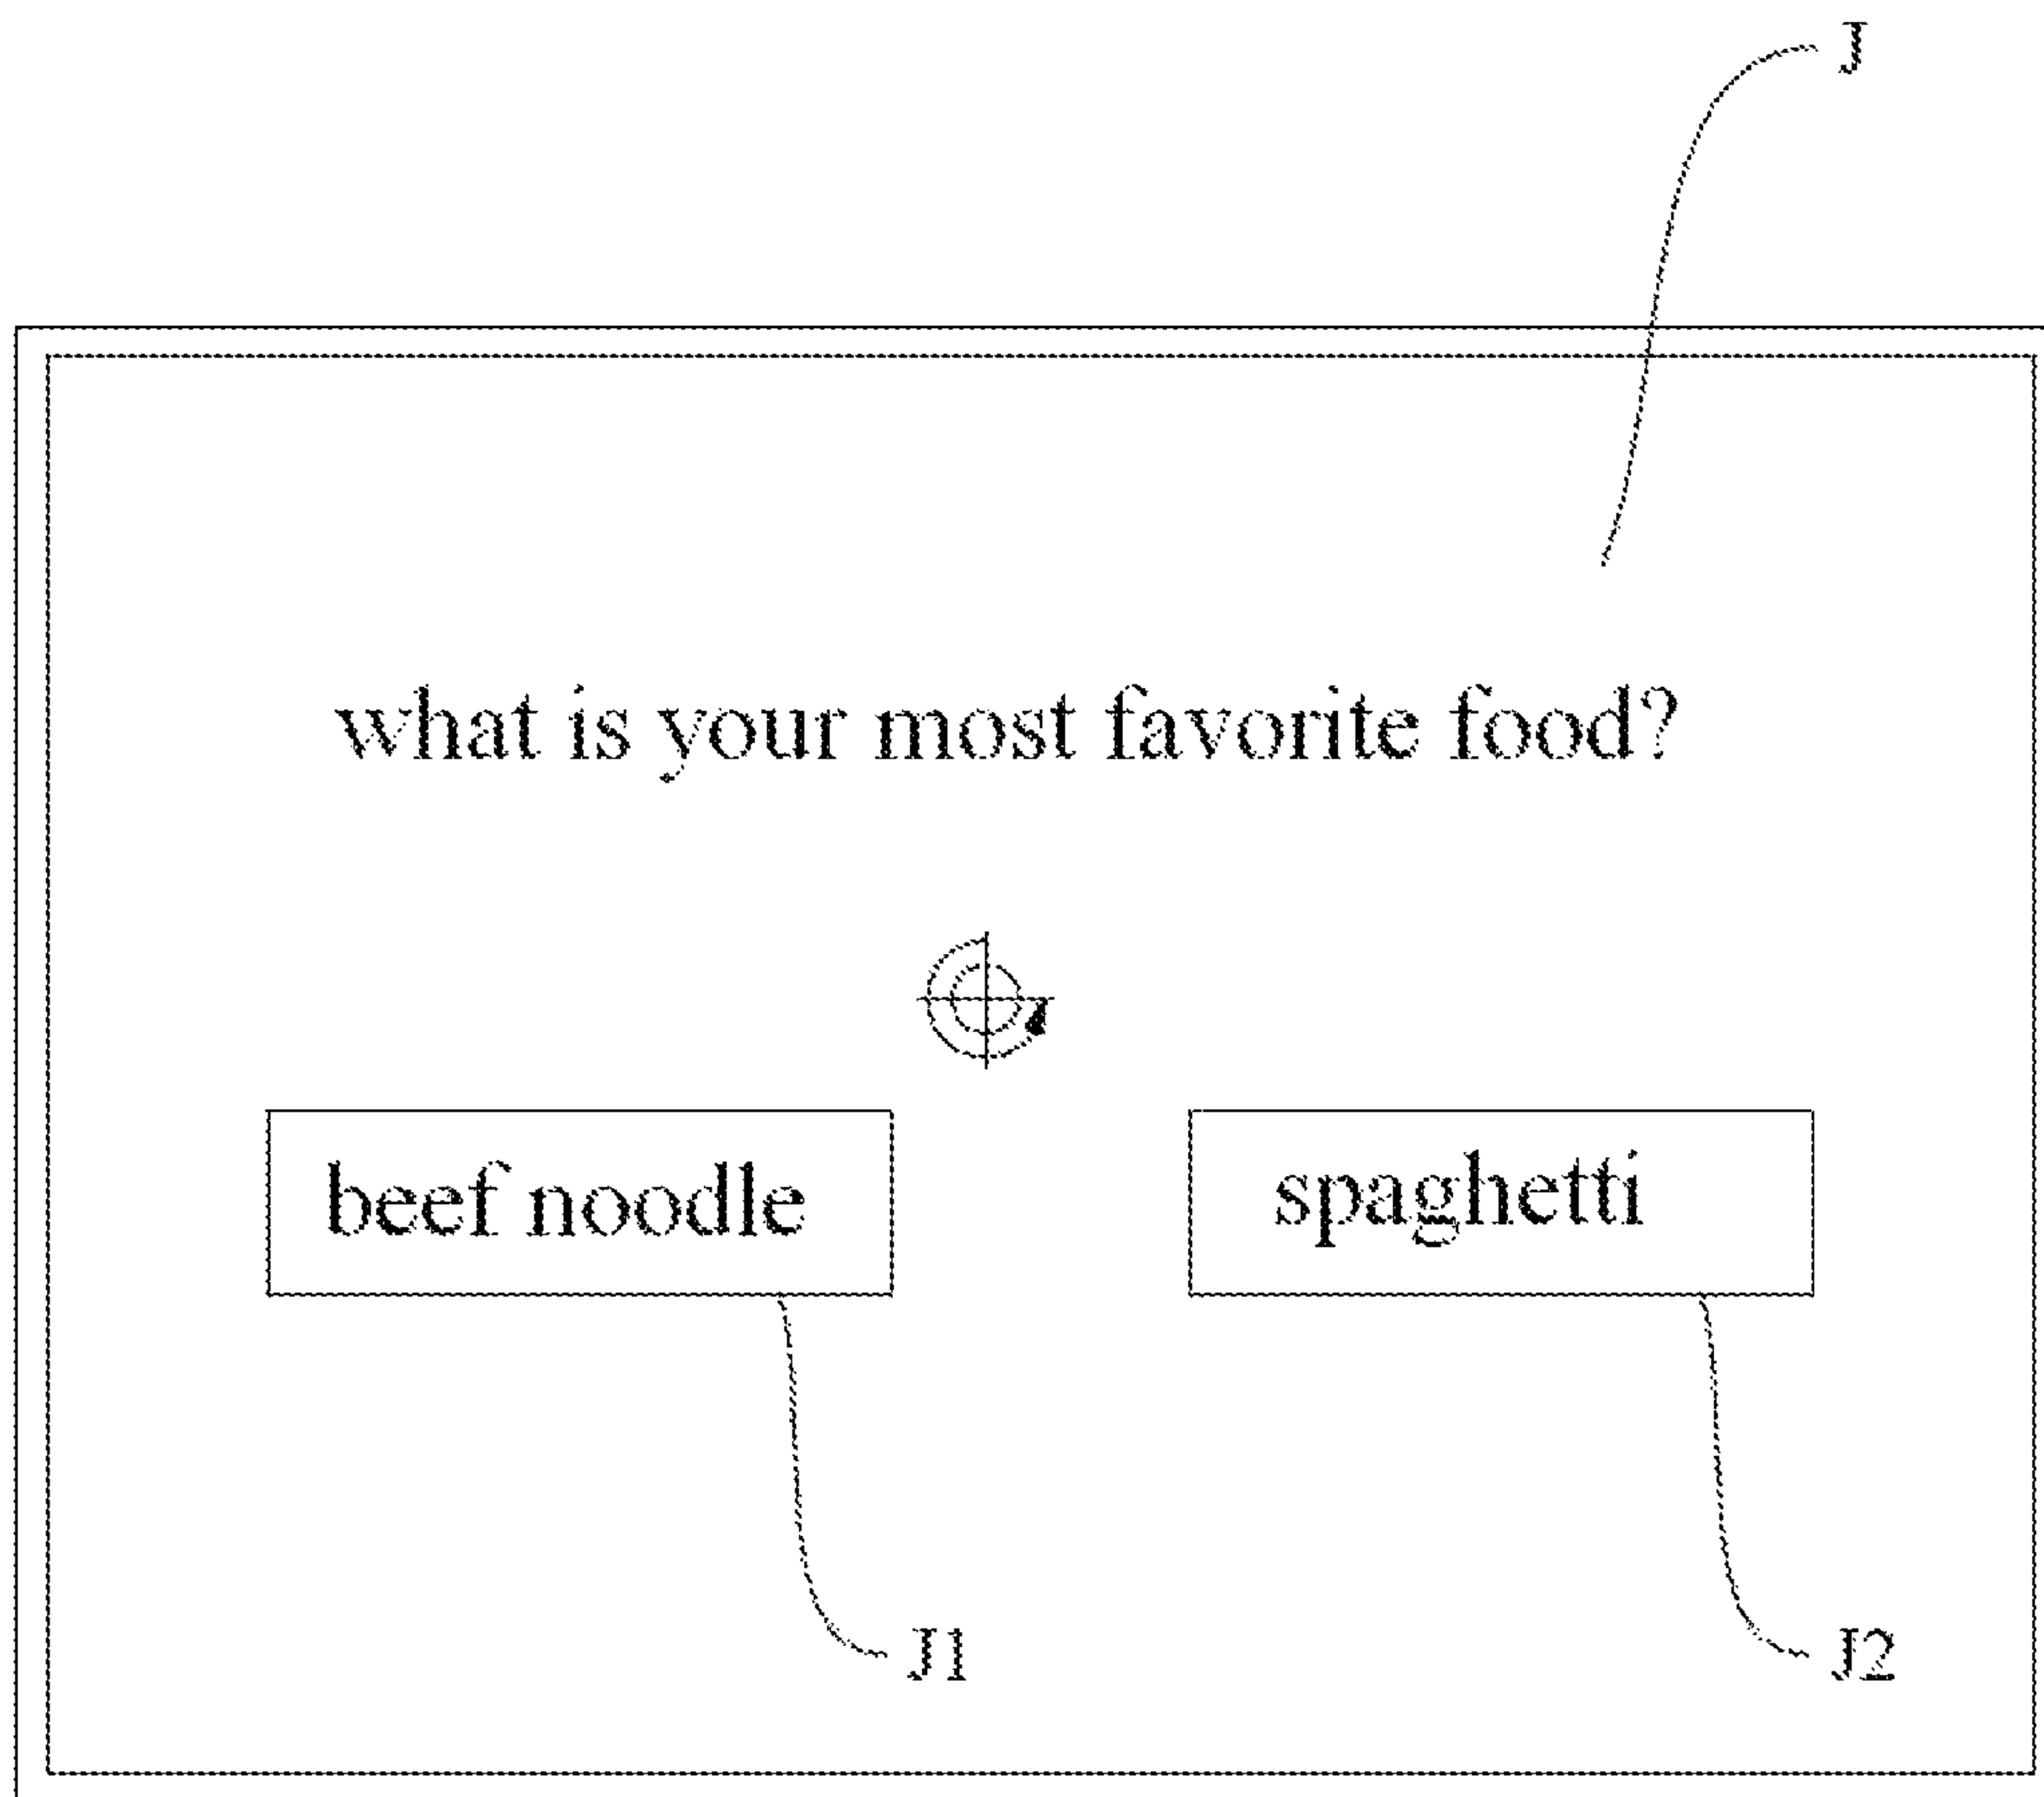 J
what is your most favorite food?
beef noodle
spaghetti
J1
J2